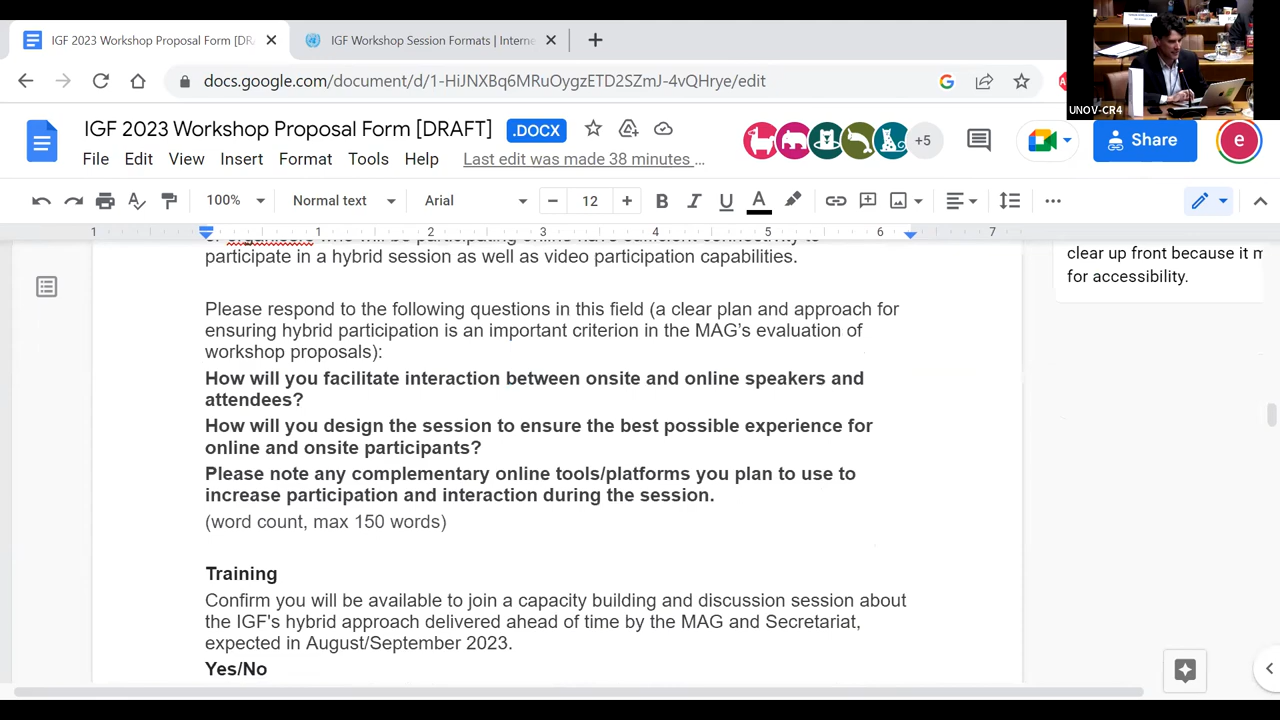 IGF 2023 Workshop Proposal Form [DR
IGF Workshop Session Formats | Interne
docs.google.com/document/d/1-HiJNXRq6MRuOygzETD2SZmJ-4vQHrye/edit
UNOV-CR4
IGF 2023 Workshop Proposal Form [DRAFT] .DOCX
+5
Share
e
File Edit View Insert Format Tools Help Last edit was made 38 minutes ...
100% Normal text Arial 12 B I U A
1 1 2 3 4 5 6 7
participate in a hybrid session as well as video participation capabilities.
clear up front because it m
for accessibility.
Please respond to the following questions in this field (a clear plan and approach for
ensuring hybrid participation is an important criterion in the MAG's evaluation of
workshop proposals):
How will you facilitate interaction between onsite and online speakers and
attendees?
How will you design the session to ensure the best possible experience for
online and onsite participants?
Please note any complementary online tools/platforms you plan to use to
increase participation and interaction during the session.
(word count, max 150 words)
Training
Confirm you will be available to join a capacity building and discussion session about
the IGF's hybrid approach delivered ahead of time by the MAG and Secretariat,
expected in August/September 2023.
Yes/No